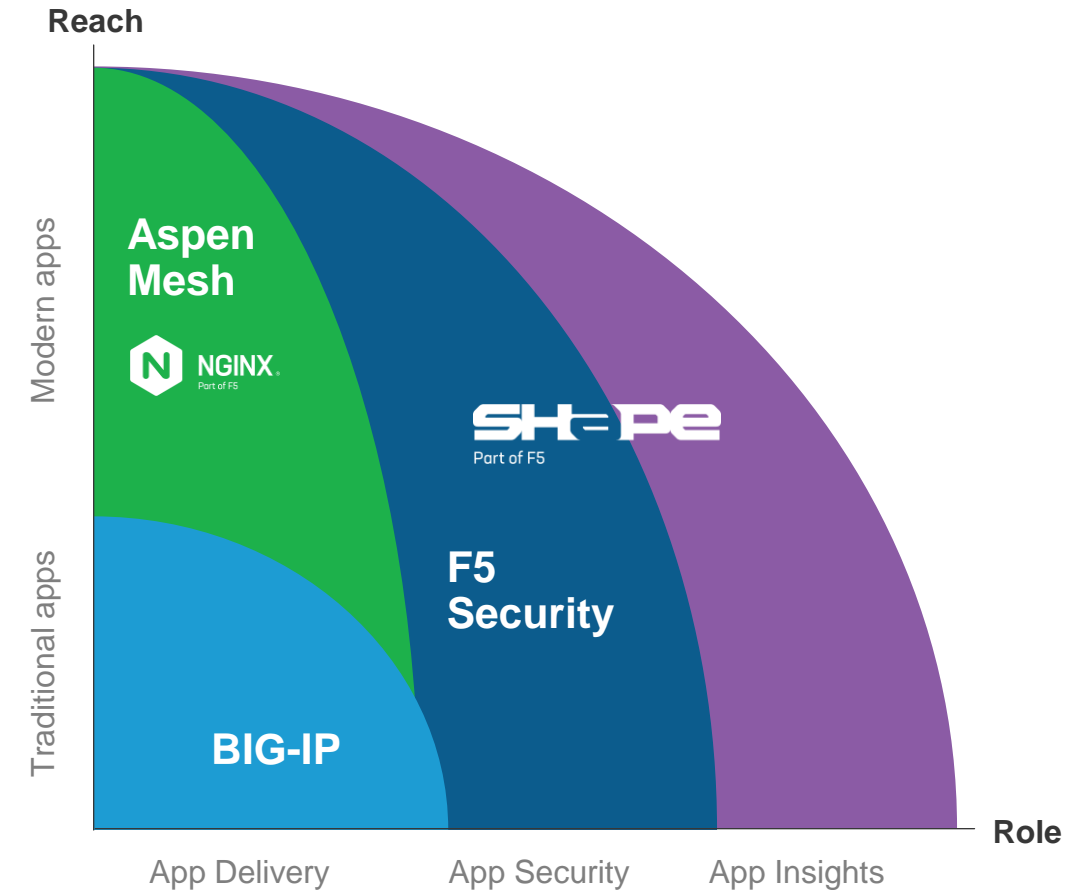 Reach
Modern apps
Traditional apps
Aspen
Mesh
N
NGINX.
Part of F5
SHaPe
Part of F5
F5
Security
BIG-IP
Role
App Delivery
App Security
App Insights